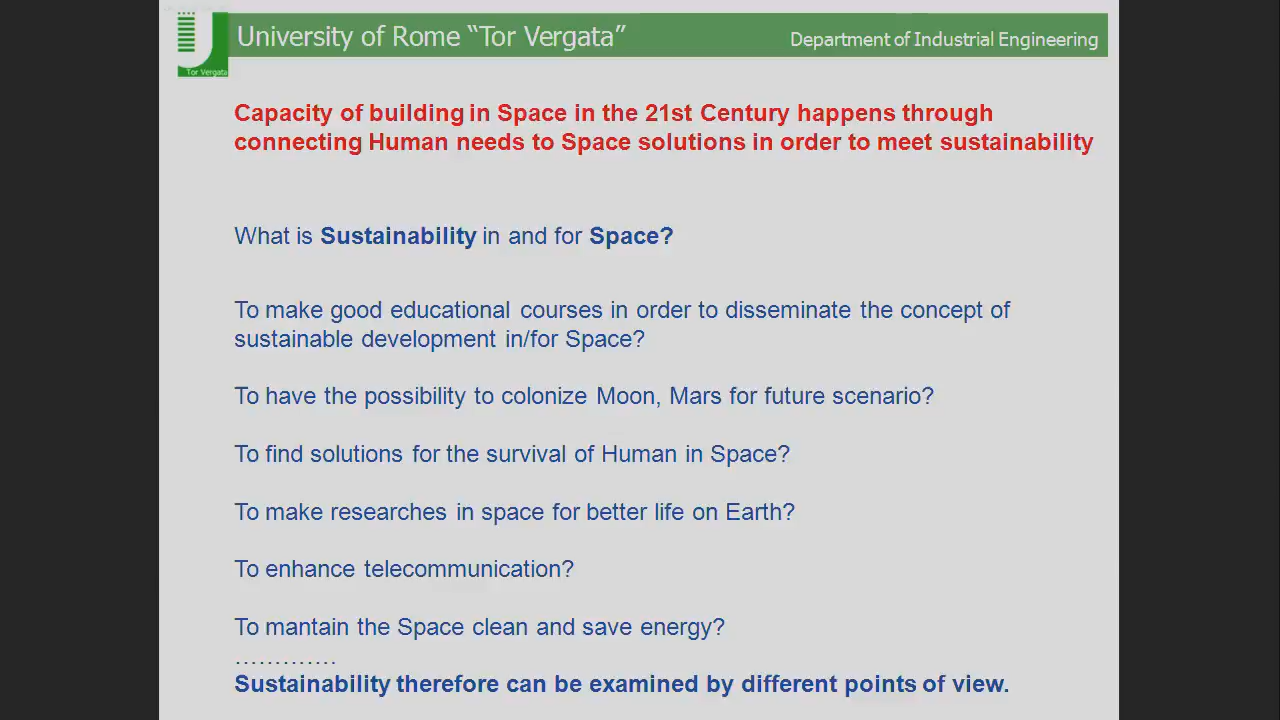 University of Rome “Tor Vergata”
Department of Industrial Engineering
Tor Vergata
Capacity of building in Space in the 21st Century happens through
connecting Human needs to Space solutions in order to meet sustainability
What is Sustainability in and for Space?
To make good educational courses in order to disseminate the concept of
sustainable development in/for Space?
To have the possibility to colonize Moon, Mars for future scenario?
To find solutions for the survival of Human in Space?
To make researches in space for better life on Earth?
To enhance telecommunication?
To mantain the Space clean and save energy?
………….
Sustainability therefore can be examined by different points of view.